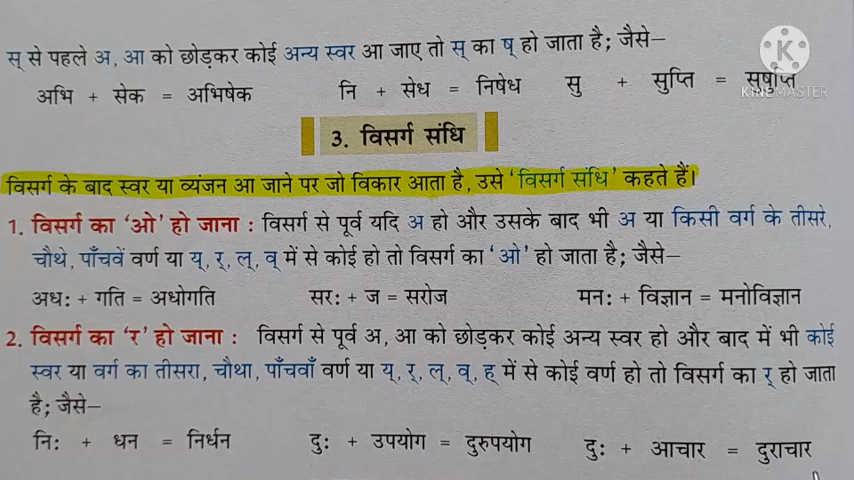 स् से पहले अ, आ को छोड़कर कोई अन्य स्वर आ जाए तो स् का ष् हो जाता है; जैसे–
अभि + सेक = अभिषेक नि + सेध = निषेध सु + सुप्ति = सुषुप्ति
KINEMASTER
3. विसर्ग संधि
विसर्ग के बाद स्वर या व्यंजन आ जाने पर जो विकार आता है, उसे ‘विसर्ग संधि’ कहते हैं।
1. विसर्ग का ‘ओ’ हो जाना : विसर्ग से पूर्व यदि अ हो और उसके बाद भी अ या किसी वर्ग के तीसरे,
चौथे, पाँचवें वर्ण या य्, र्, ल्, व् में से कोई हो तो विसर्ग का ‘ओ’ हो जाता है; जैसे–
अधः + गति = अधोगति सरः + ज = सरोज मनः + विज्ञान = मनोविज्ञान
2. विसर्ग का ‘र्’ हो जाना : विसर्ग से पूर्व अ, आ को छोड़कर कोई अन्य स्वर हो और बाद में भी कोई
स्वर या वर्ग का तीसरा, चौथा, पाँचवाँ वर्ण या य्, र्, ल्, व्, ह् में से कोई वर्ण हो तो विसर्ग का र् हो जाता
है; जैसे–
निः + धन = निर्धन दुः + उपयोग = दुरुपयोग दुः + आचार = दुराचार